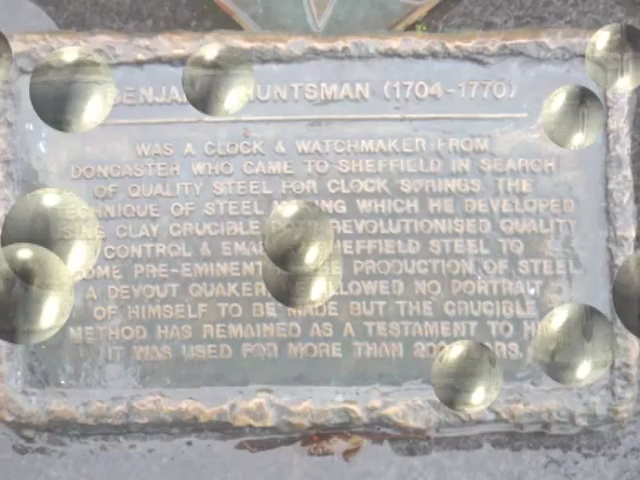 HUNTSMAN (1704-1770)
WAS A CLOCK & WATCHMAKER FROM
DONCASTER WHO CAME TO SHEFFIELD IN SEARCH
OF QUALITY STEEL FOR CLOCK SPRINGS. THE
OF STEEL WHICH HE DEVELOPED
CLAY CRUCIBLE REVOLUTIONISED QUALITY
CONTROL & STEEL TO
PRE-EMINENT PRODUCTION OF STEEL
A DEVOUT QUAKER NO PORTRAIT
OF HIMSELF TO BE MADE BUT THE CRUCIBLE
METHOD HAS REMAINED AS A TESTAMENT TO
IT WAS USED FOR MORE THAN